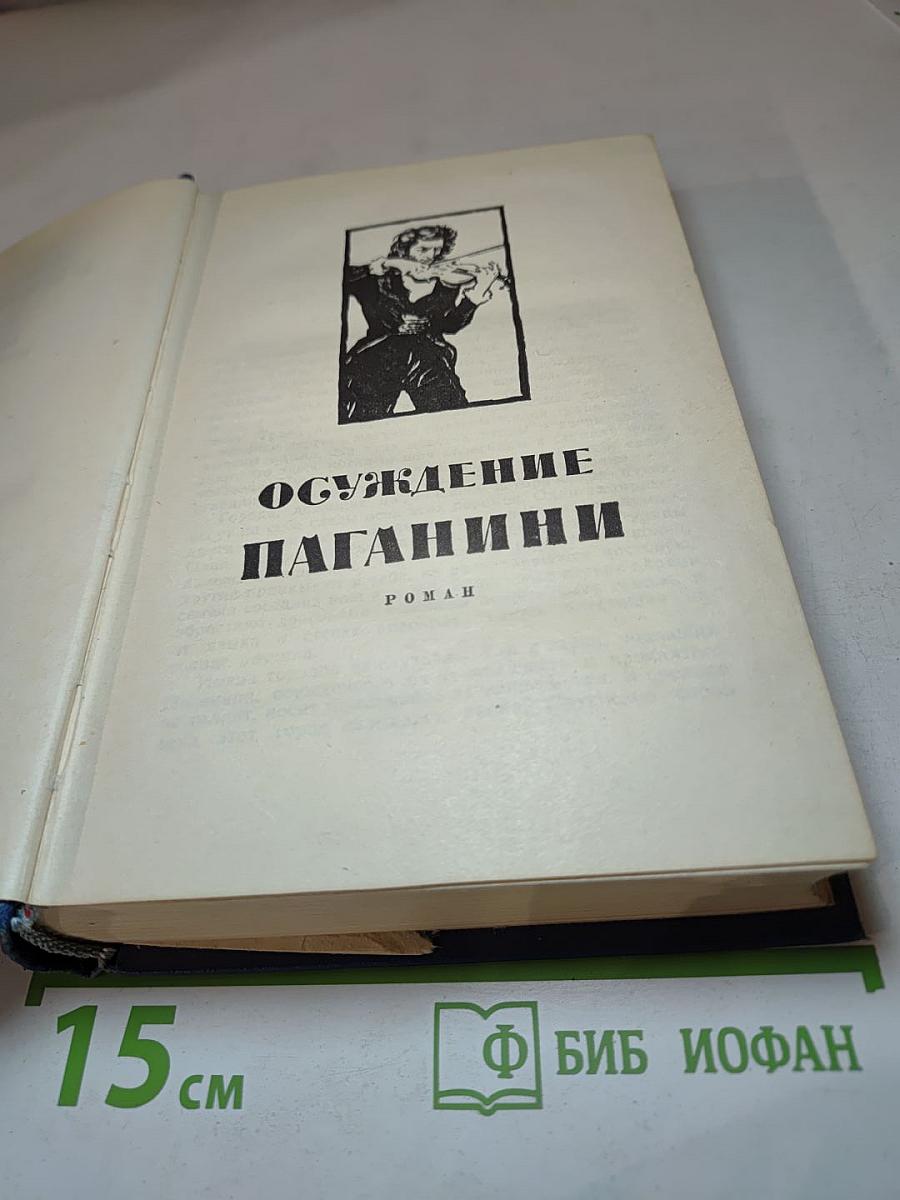 ОСУЖДЕНИЕ
ПАГАНИНИ
РОМАН
15 см
Ф БИБ ИОФАН